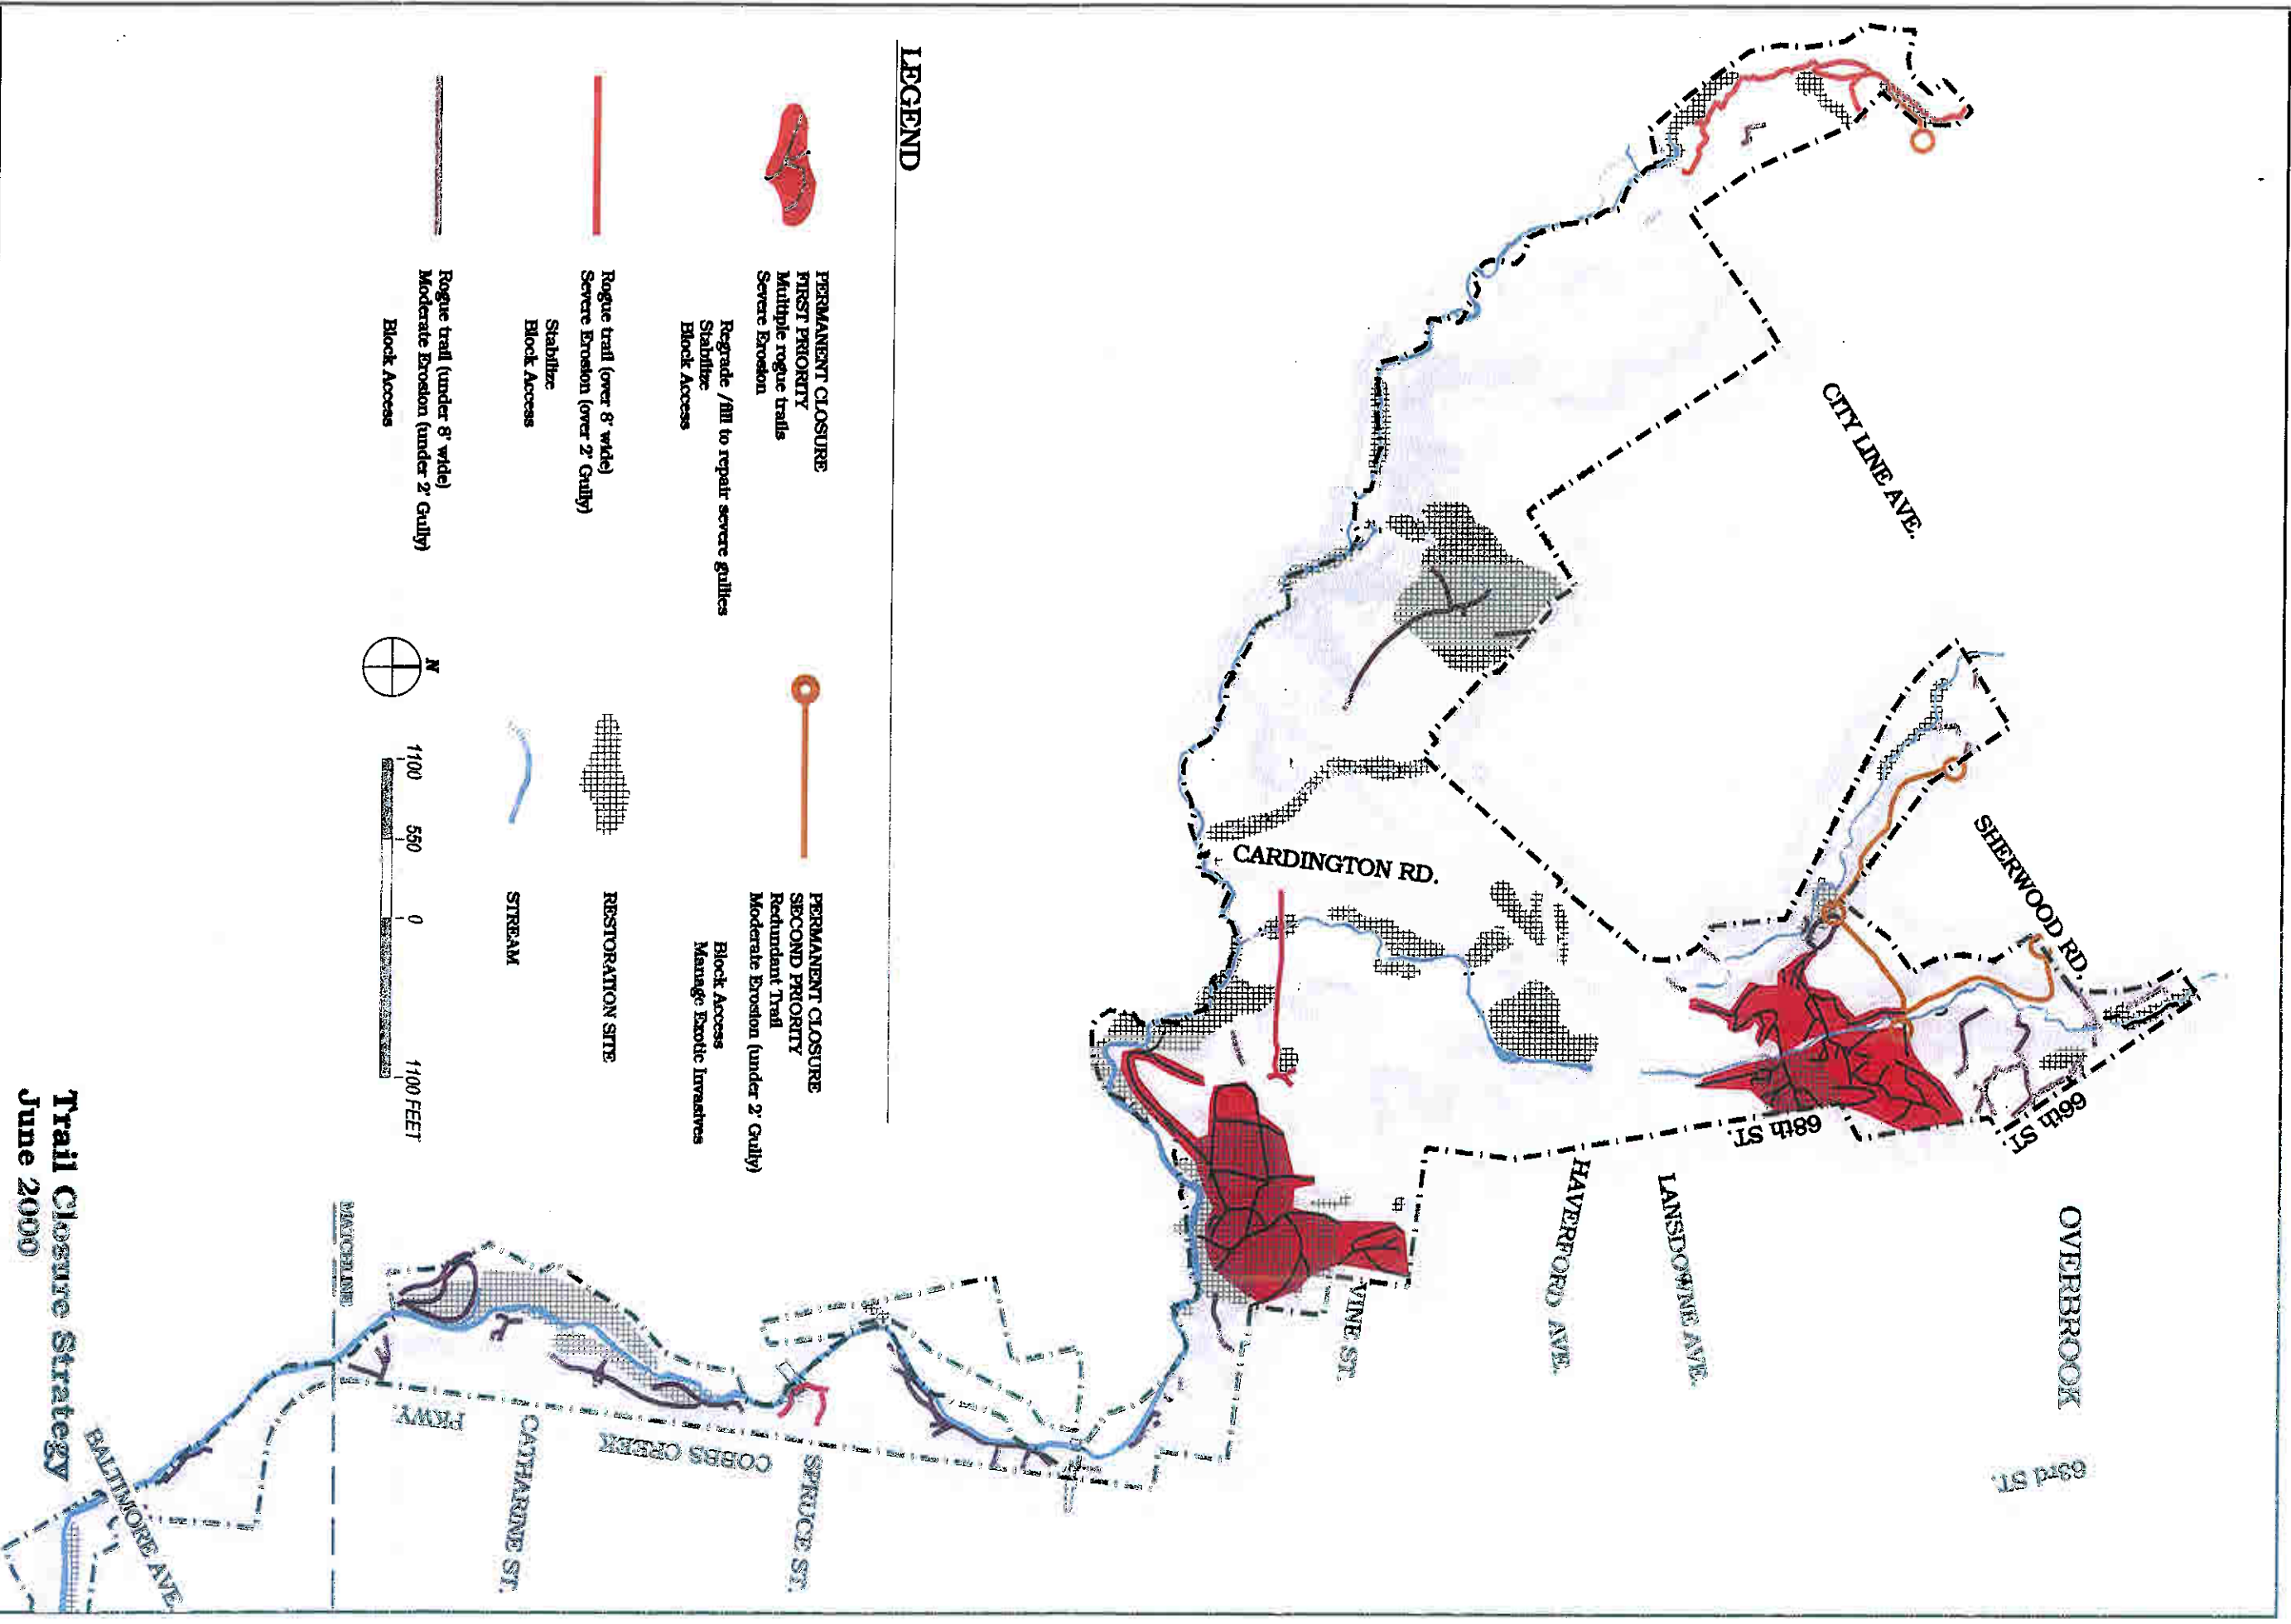 CITY LINE AVE.
SHERWOOD RD.
66th ST.
68th ST.
OVERBROOK
63rd ST.
LANSDOWNE AVE.
HAVERFORD AVE.
CARDINGTON RD.
VINE ST.
SPRUCE ST.
COBBS CREEK
PKWY.
CATHARINE ST.
MATCHLINE
BALTIMORE AVE.
LEGEND
PERMANENT CLOSURE
FIRST PRIORITY
Multiple rogue trails
Severe Erosion
Regrade /fill to repair severe gullies
Stabilize
Block Access
Rogue trail (over 8' wide)
Severe Erosion (over 2' Gully)
Stabilize
Block Access
Rogue trail (under 8' wide)
Moderate Erosion (under 2' Gully)
Block Access
PERMANENT CLOSURE
SECOND PRIORITY
Redundant Trail
Moderate Erosion (under 2' Gully)
Block Access
Manage Exotic Invasives
RESTORATION SITE
STREAM
N
1100 550 0 1100 FEET
Trail Closure Strategy
June 2000